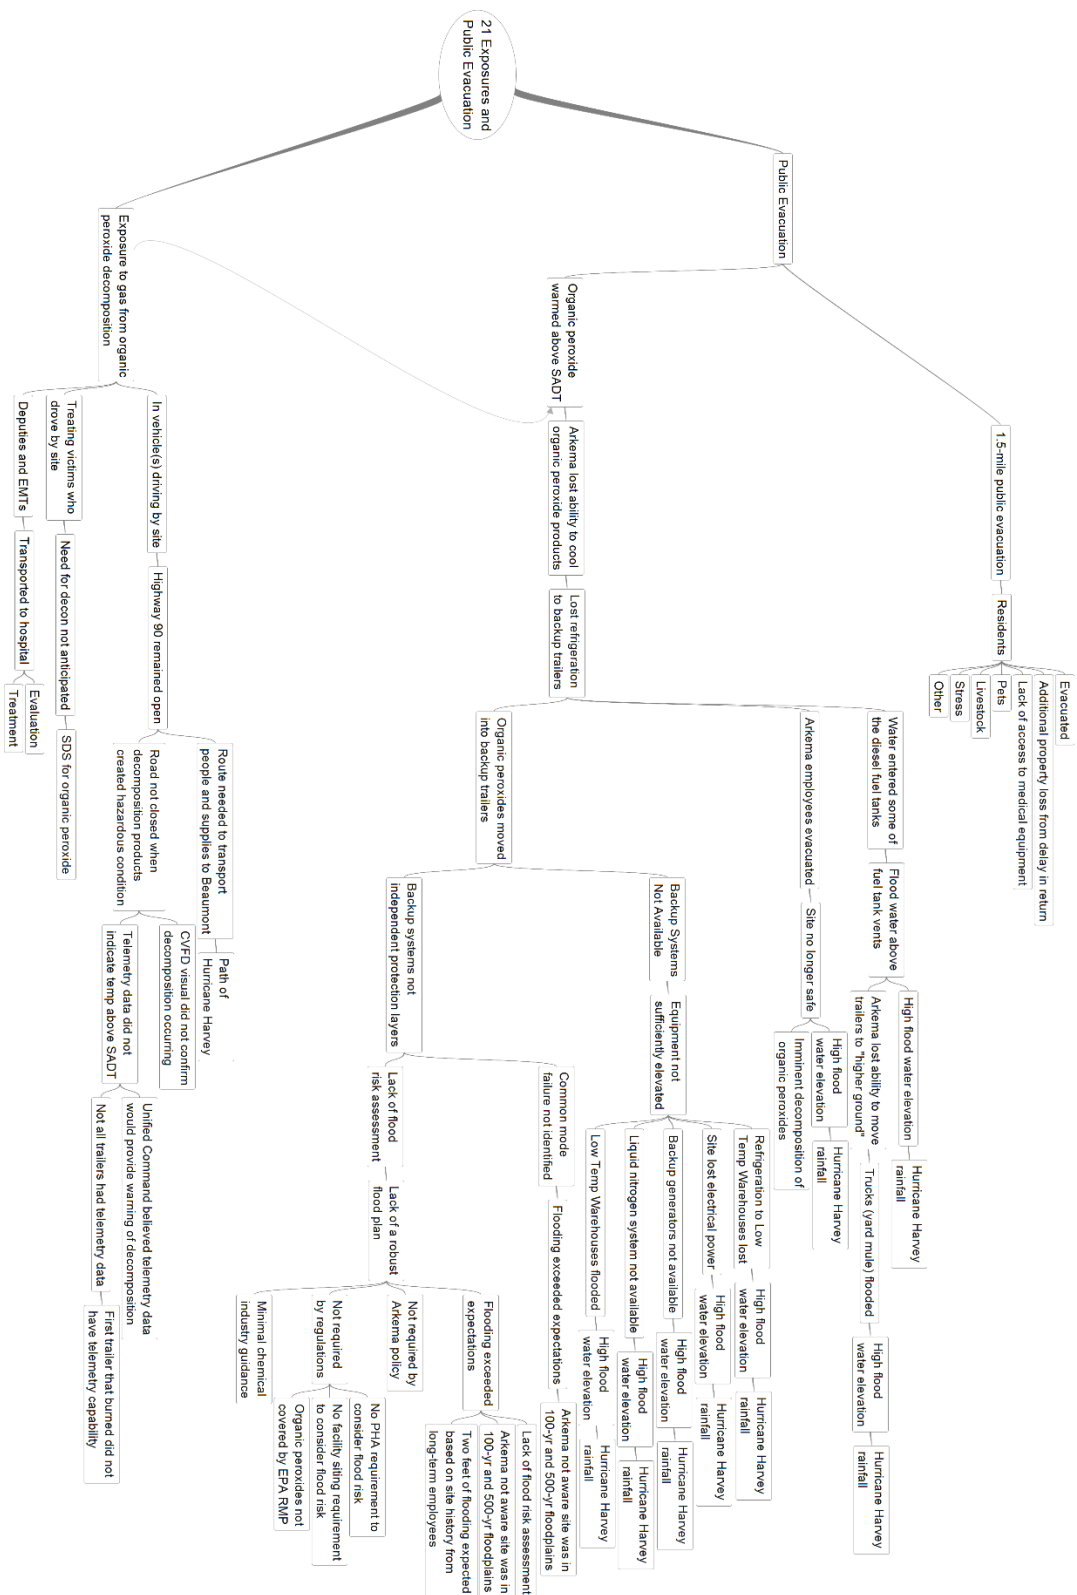 21 Exposures and
Public Evacuation
Public Evacuation
1.5-mile public evacuation
Residents
Evacuated
Additional property loss from delay in return
Lack of access to medical equipment
Pets
Livestock
Stress
Other
Organic peroxide
warmed above SADT
Arkema lost ability to cool
organic peroxide products
Lost refrigeration
to backup trailers
Water entered some of
the diesel fuel tanks
Flood water above
fuel tank vents
High flood water elevation
Hurricane Harvey
rainfall
Arkema lost ability to move
trailers to "higher ground"
Trucks (yard mule) flooded
High flood
water elevation
Hurricane Harvey
rainfall
Arkema employees evacuated
Site no longer safe
High flood
water elevation
Hurricane Harvey
rainfall
Imminent decomposition of
organic peroxides
Organic peroxides moved
into backup trailers
Backup Systems
Not Available
Equipment not
sufficiently elevated
Refrigeration to Low
Temp Warehouses lost
High flood
water elevation
Hurricane Harvey
rainfall
Site lost electrical power
High flood
water elevation
Hurricane Harvey
rainfall
Backup generators not available
High flood
water elevation
Hurricane Harvey
rainfall
Liquid nitrogen system not available
High flood
water elevation
Hurricane Harvey
rainfall
Low Temp Warehouses flooded
High flood
water elevation
Hurricane Harvey
rainfall
Backup systems not
independent protection layers
Common mode
failure not identified
Flooding exceeded expectations
Arkema not aware site was in
100-yr and 500-yr floodplains
Lack of flood
risk assessment
Lack of a robust
flood plan
Flooding exceeded
expectations
Lack of flood risk assessment
Arkema not aware site was in
100-yr and 500-yr floodplains
Two feet of flooding expected
based on site history from
long-term employees
Not required by
Arkema policy
Not required
by regulations
No PHA requirement to
consider flood risk
No facility siting requirement
to consider flood risk
Organic peroxides not
covered by EPA RMP
Minimal chemical
industry guidance
Exposure to gas from organic
peroxide decomposition
In vehicle(s) driving by site
Highway 90 remained open
Route needed to transport
people and supplies to Beaumont
Path of
Hurricane Harvey
Road not closed when
decomposition products
created hazardous condition
CVFD visual did not confirm
decomposition occurring
Telemetry data did not
indicate temp above SADT
Unified Command believed telemetry data
would provide warning of decomposition
Not all trailers had telemetry data
First trailer that burned did not
have telemetry capability
Treating victims who
drove by site
Need for decon not anticipated
SDS for organic peroxide
Deputies and EMTs
Transported to hospital
Evaluation
Treatment